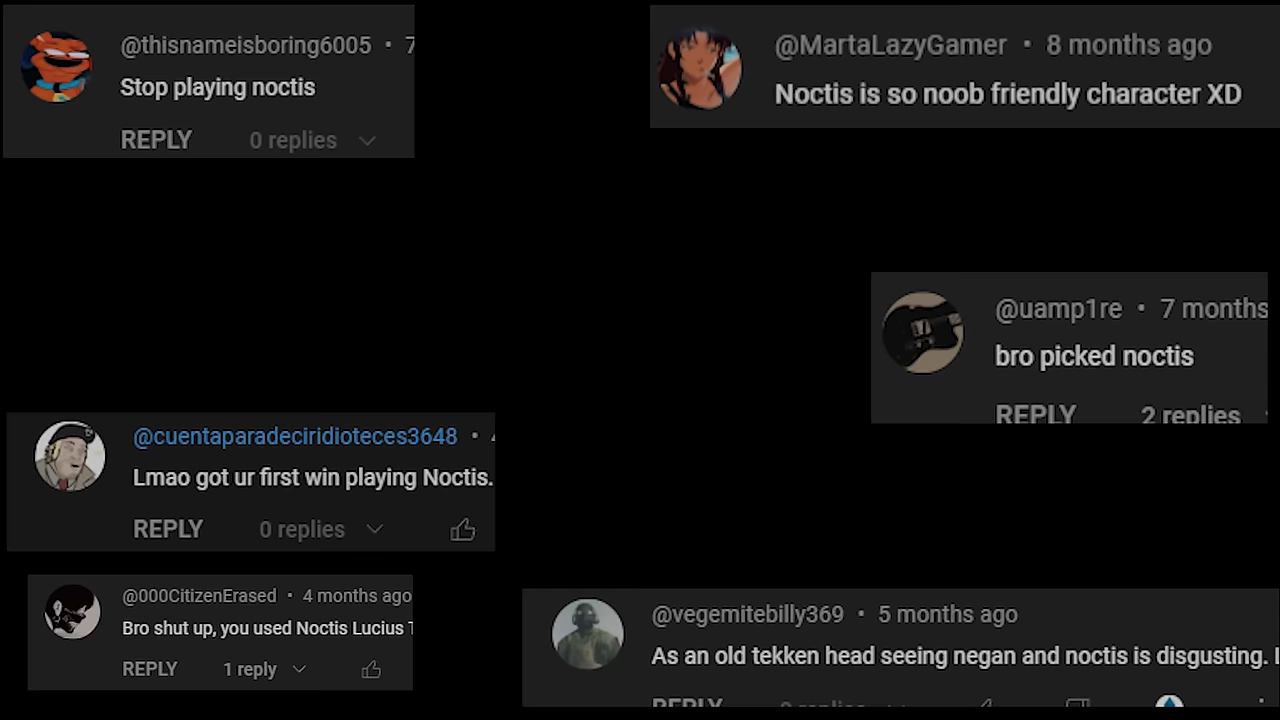 @thisnameisboring6005 • 7
Stop playing noctis
REPLY 0 replies
@MartaLazyGamer • 8 months ago
Noctis is so noob friendly character XD
@uamp1re • 7 months
bro picked noctis
REPLY 2 replies
@cuentaparadeciridioteces3648 •
Lmao got ur first win playing Noctis.
REPLY 0 replies
@000CitizenErased • 4 months ago
Bro shut up, you used Noctis Lucius
REPLY 1 reply
@vegemitebilly369 • 5 months ago
As an old tekken head seeing negan and noctis is disgusting.
REPLY 0 replies